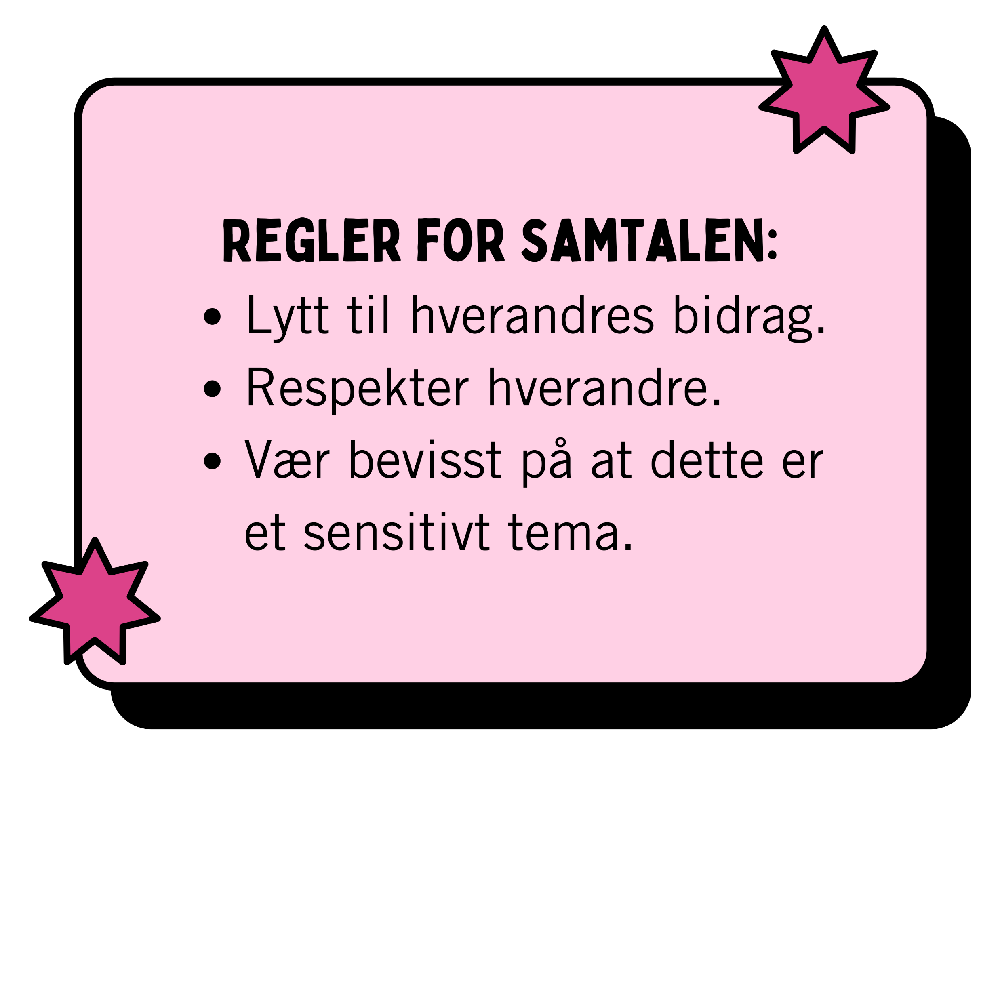 REGLER FOR SAMTALEN:
• Lytt til hverandres bidrag.
• Respekter hverandre.
• Vær bevisst på at dette er
et sensitivt tema.